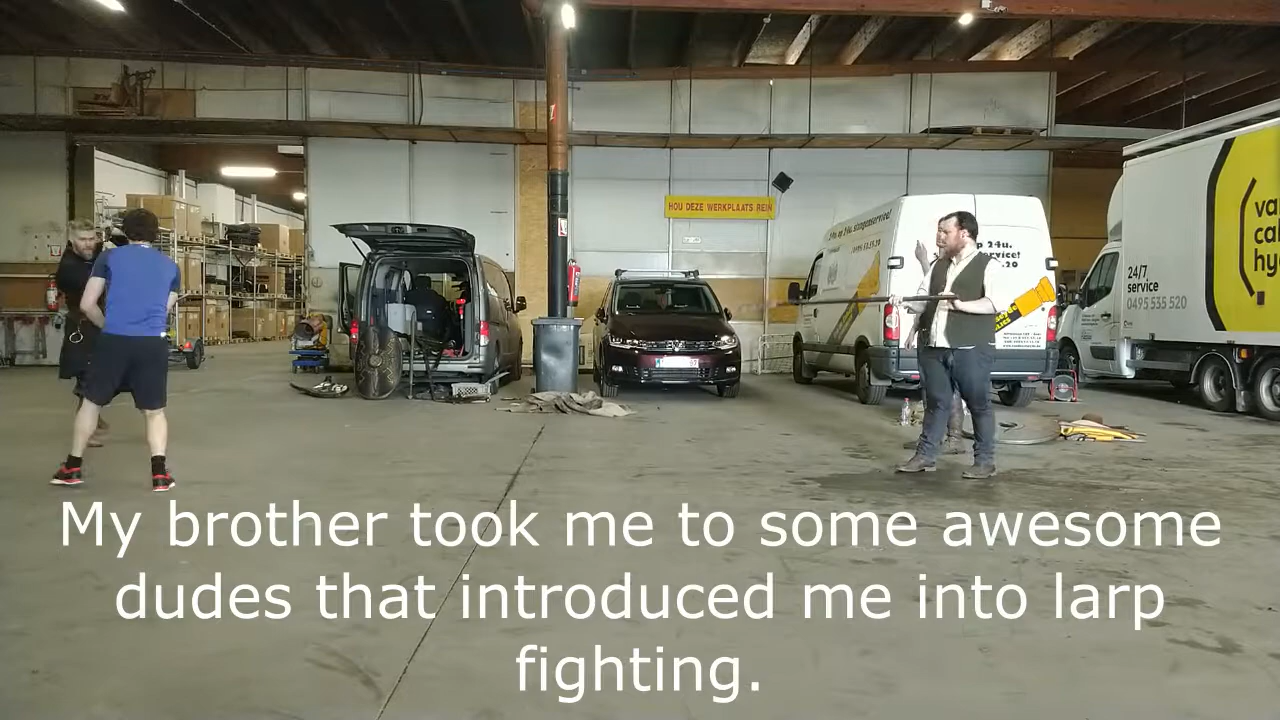 HOU DEZE WERKPLAATS REIN
24/7
service
0495 535 520
My brother took me to some awesome
dudes that introduced me into larp
fighting.